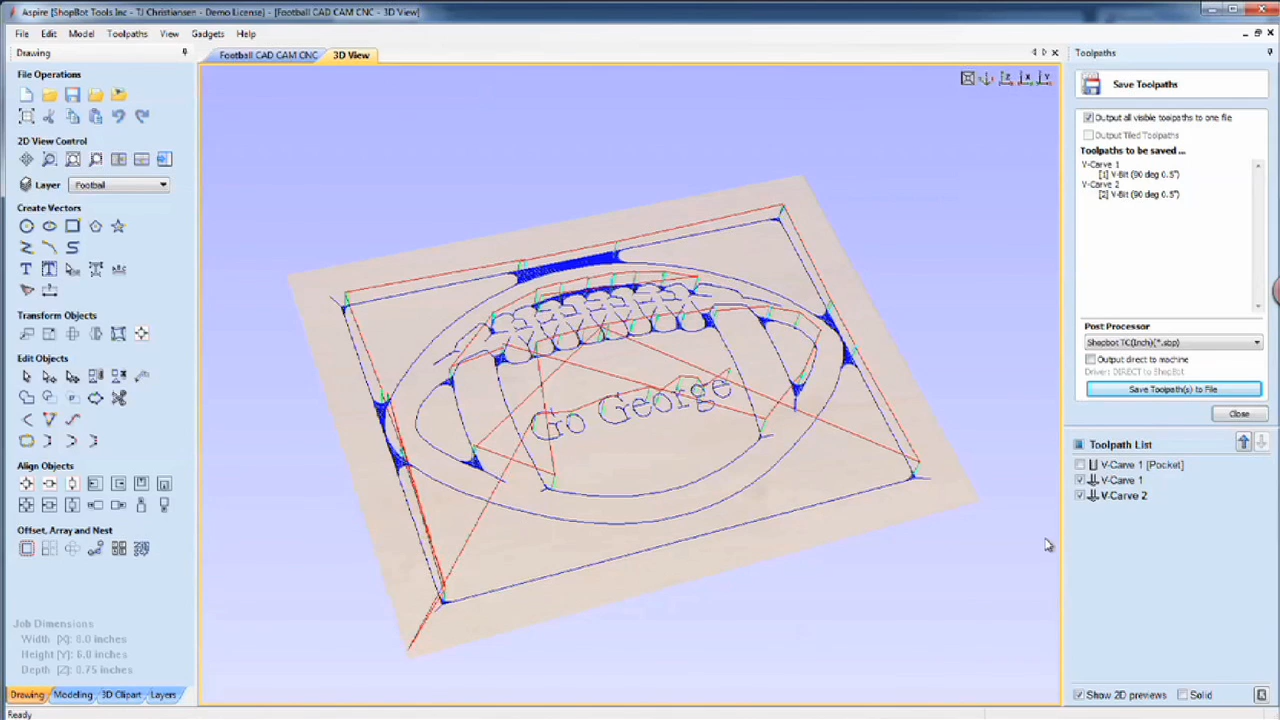 Aspire [ShopBot Tools Inc - TJ Christiansen - Demo License] - [Football CAD CAM CNC - 3D View]
File Edit Model Toolpaths View Gadgets Help
Drawing
File Operations
2D View Control
Layer Football
Create Vectors
Transform Objects
Edit Objects
Align Objects
Offset, Array and Nest
Job Dimensions
Width [X]: 8.0 inches
Height [Y]: 6.0 inches
Depth [Z]: 0.75 inches
Drawing Modeling 3D Clipart Layers
Ready
Football CAD CAM CNC 3D View
Go George
Toolpaths
Save Toolpaths
Output all visible toolpaths to one file
Output Tiled Toolpaths
Toolpaths to be saved ...
V-Carve 1
[1] V-Bit (90 deg 0.5")
V-Carve 2
[2] V-Bit (90 deg 0.5")
Post Processor
Shopbot TC(Inch)(*.sbp)
Output direct to machine
Drivers DIRECT to ShopBot
Save Toolpath(s) to File
Close
Toolpath List
V-Carve 1 [Pocket]
V-Carve 1
V-Carve 2
Show 2D previews Solid